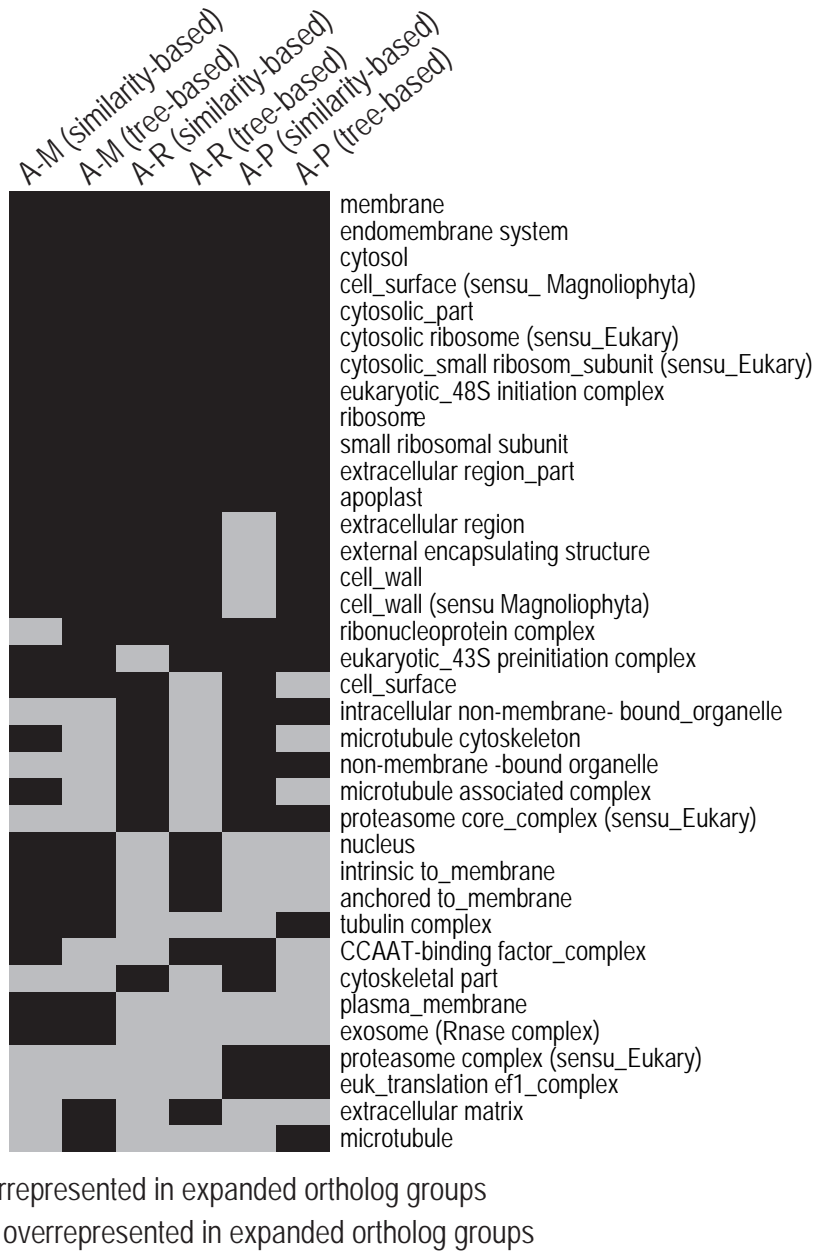 A-M (similarity-based)
A-M (tree-based)
A-R (similarity-based)
A-R (tree-based)
A-P (similarity-based)
A-P (tree-based)
membrane
endomembrane system
cytosol
cell_surface (sensu_ Magnoliophyta)
cytosolic_part
cytosolic ribosome (sensu_Eukary)
cytosolic_small ribosom_subunit (sensu_Eukary)
eukaryotic_48S initiation complex
ribosome
small ribosomal subunit
extracellular region_part
apoplast
extracellular region
external encapsulating structure
cell_wall
cell_wall (sensu Magnoliophyta)
ribonucleoprotein complex
eukaryotic_43S preinitiation complex
cell_surface
intracellular non-membrane- bound_organelle
microtubule cytoskeleton
non-membrane -bound organelle
microtubule associated complex
proteasome core_complex (sensu_Eukary)
nucleus
intrinsic to_membrane
anchored to_membrane
tubulin complex
CCAAT-binding factor_complex
cytoskeletal part
plasma_membrane
exosome (Rnase complex)
proteasome complex (sensu_Eukary)
euk_translation ef1_complex
extracellular matrix
microtubule
rrepresented in expanded ortholog groups
overrepresented in expanded ortholog groups